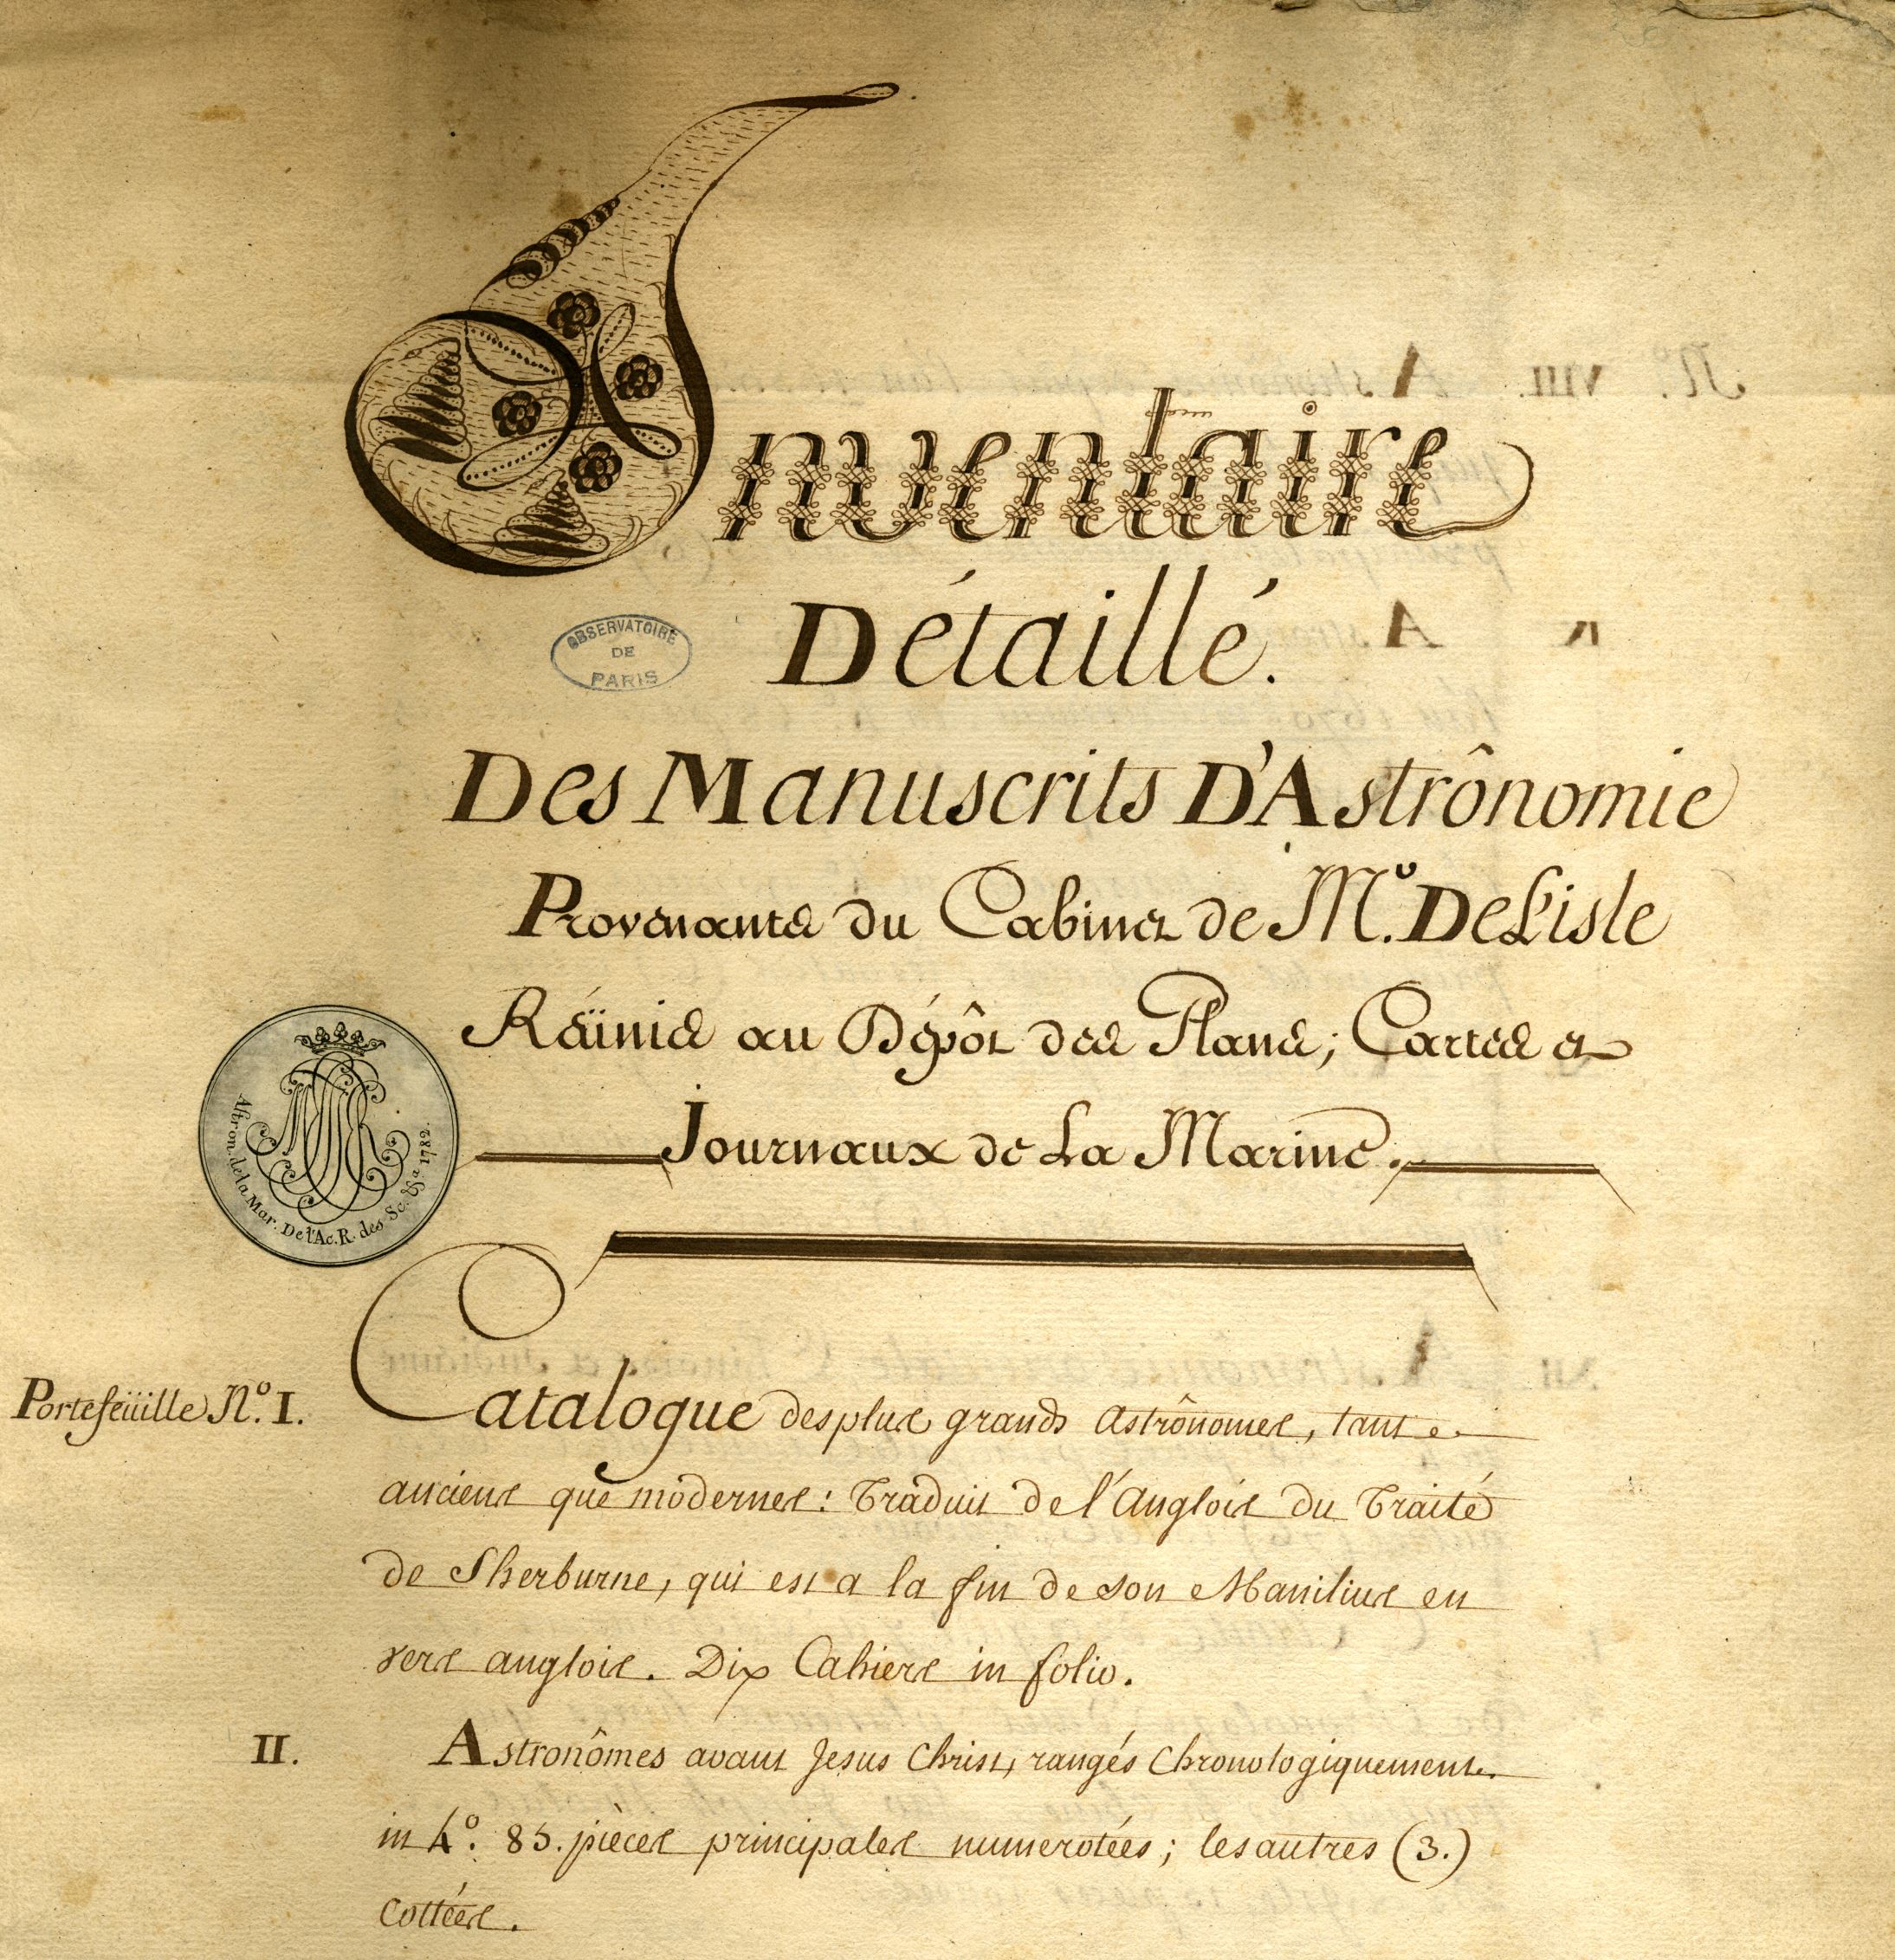 Inventaire
Détaillé.
OBSERVATOIRE
DE
PARIS
Des Manuscrits D'Astrônomie
Provenants du Cabinet de Mr. De L'isle
Réünis au Dépôt des Plans; Cartes et
Journaux de La Marine.
Astron. de la Mar. De l'Ac. R. des Sc. &ca. 1782.
Portefeüille N.º I. Catalogue des plus grands astrônomes, tant
anciens que modernes: traduit de l'anglois du traité
de Sherburne, qui est a la fin de son Manilius en
vers anglois. Dix Cahiers in folio.
II. Astronômes avant Jesus Christ, rangés Chronologiquement.
in 4º. 85. pièces principales numerotées; les autres (3.)
Cottées.